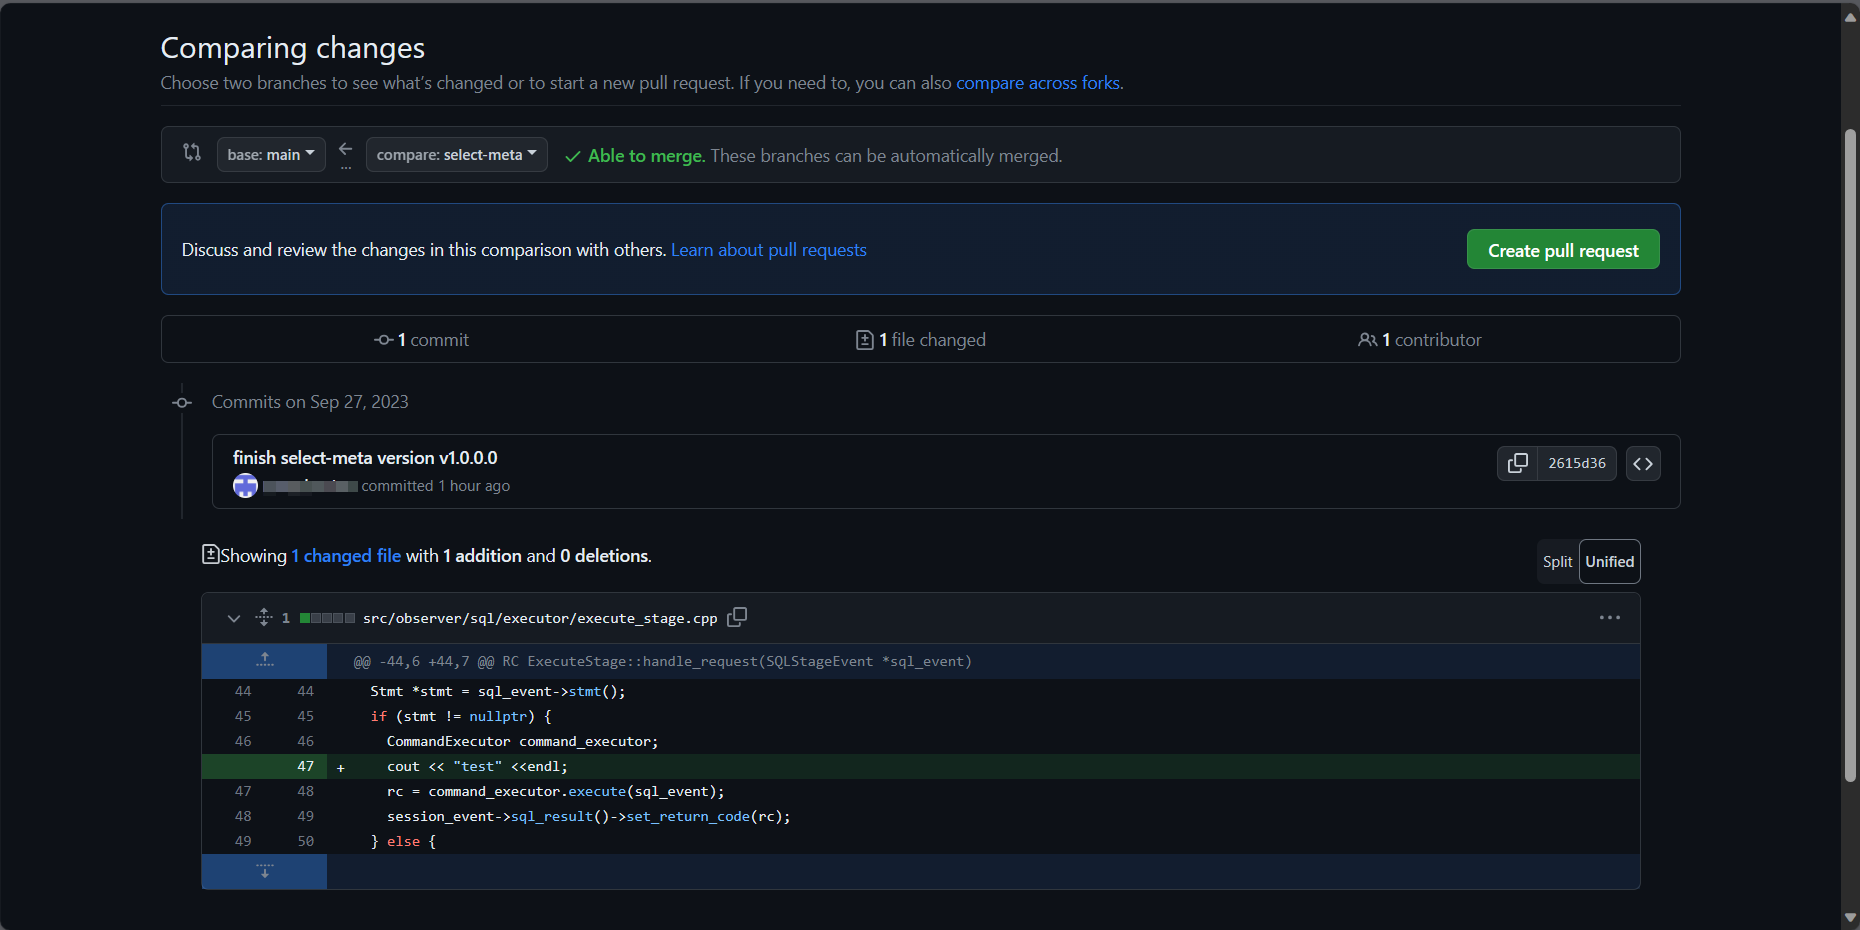 Comparing changes
Choose two branches to see what's changed or to start a new pull request. If you need to, you can also compare across forks.
base: main ... compare: select-meta Able to merge. These branches can be automatically merged.
Discuss and review the changes in this comparison with others. Learn about pull requests Create pull request
1 commit 1 file changed 1 contributor
Commits on Sep 27, 2023
finish select-meta version v1.0.0.0
2615d36
committed 1 hour ago
Showing 1 changed file with 1 addition and 0 deletions.
Split Unified
1 src/observer/sql/executor/execute_stage.cpp
@@ -44,6 +44,7 @@ RC ExecuteStage::handle_request(SQLStageEvent *sql_event)
44 44 Stmt *stmt = sql_event->stmt();
45 45 if (stmt != nullptr) {
46 46 CommandExecutor command_executor;
47 + cout << "test" <<endl;
47 48 rc = command_executor.execute(sql_event);
48 49 session_event->sql_result()->set_return_code(rc);
49 50 } else {